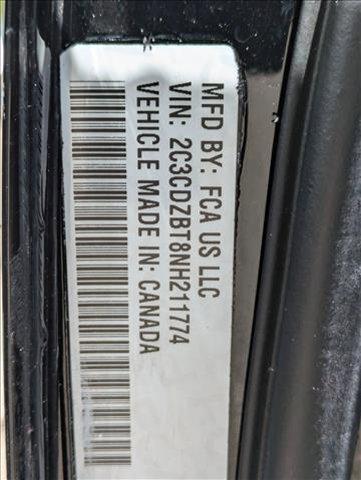 MFD BY: FCA US LLC
VIN: 2C3CDZBT8NH211774
VEHICLE MADE IN: CANADA